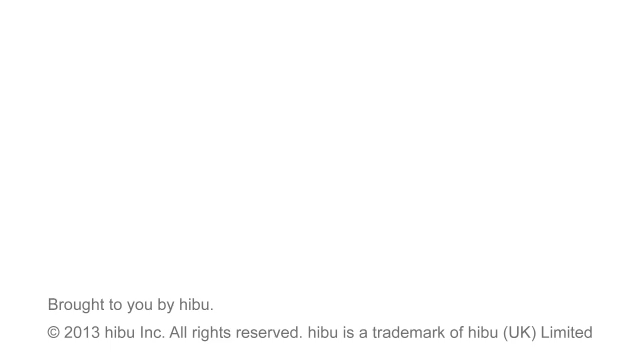 Brought to you by hibu.
© 2013 hibu Inc. All rights reserved. hibu is a trademark of hibu (UK) Limited